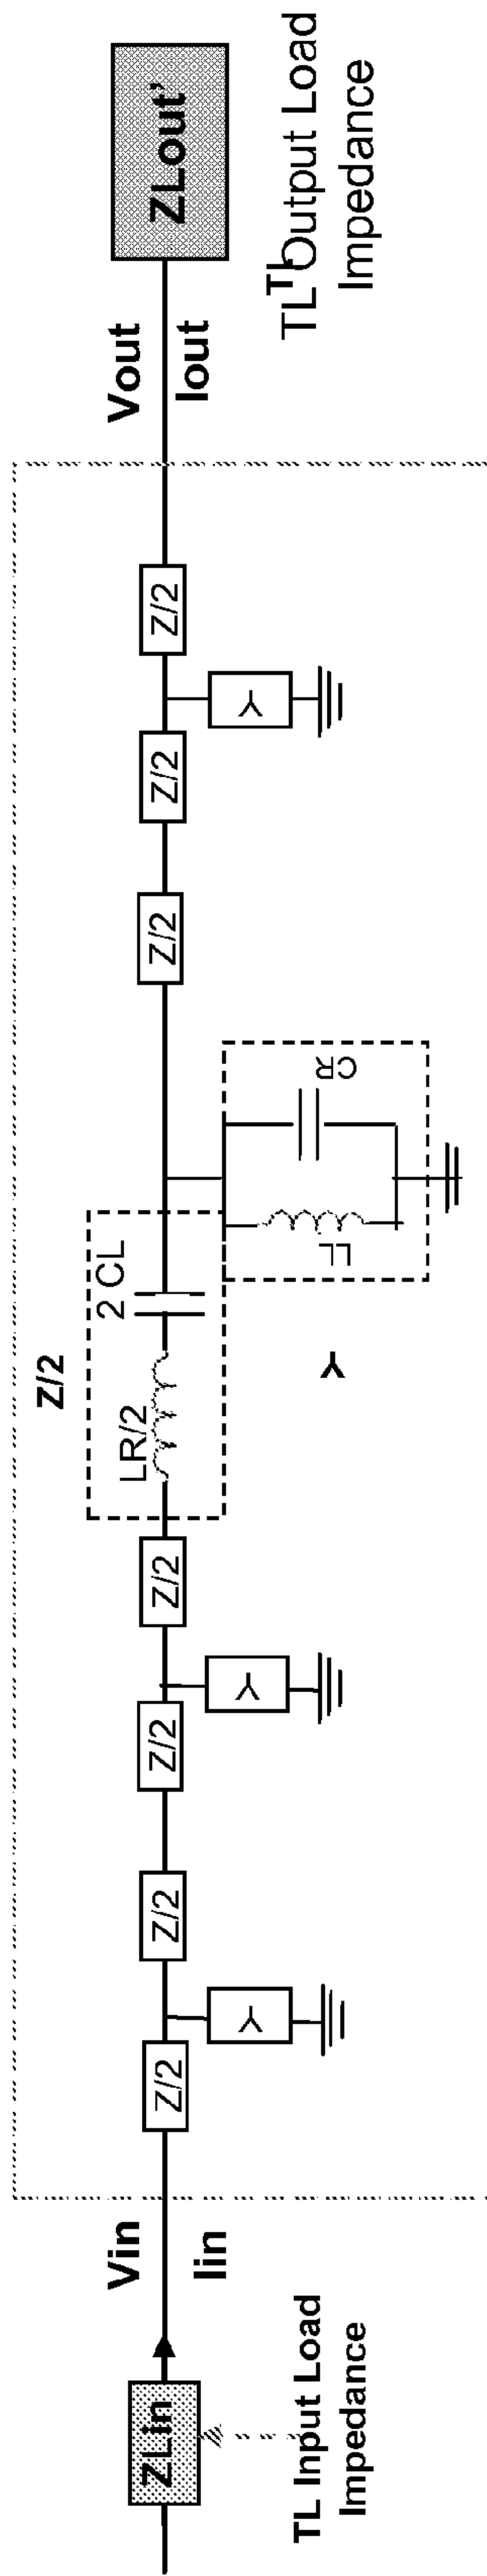 ZLin
TL Input Load
Impedance
Vin
Iin
Z/2
Y
Z/2
Z/2
Y
Z/2
Z/2
LR/2
2 CL
LL
CR
Y
Z/2
Z/2
Y
Z/2
Vout
Iout
ZLout'
TL Output Load
Impedance
TL